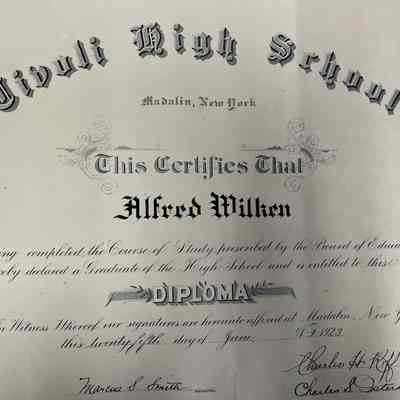 Tivoli High School
Madalin, New York
This Certifies That
Alfred Wilken
completed the Course of Study prescribed by the Board of
declared a Graduate of the High School and is entitled to this
DIPLOMA
In Witness Whereof our signatures are hereunto affixed at Madalin, New
this twenty fifth day of June, 1923.
Charles H.
Marcus S. Smith
Charles S.